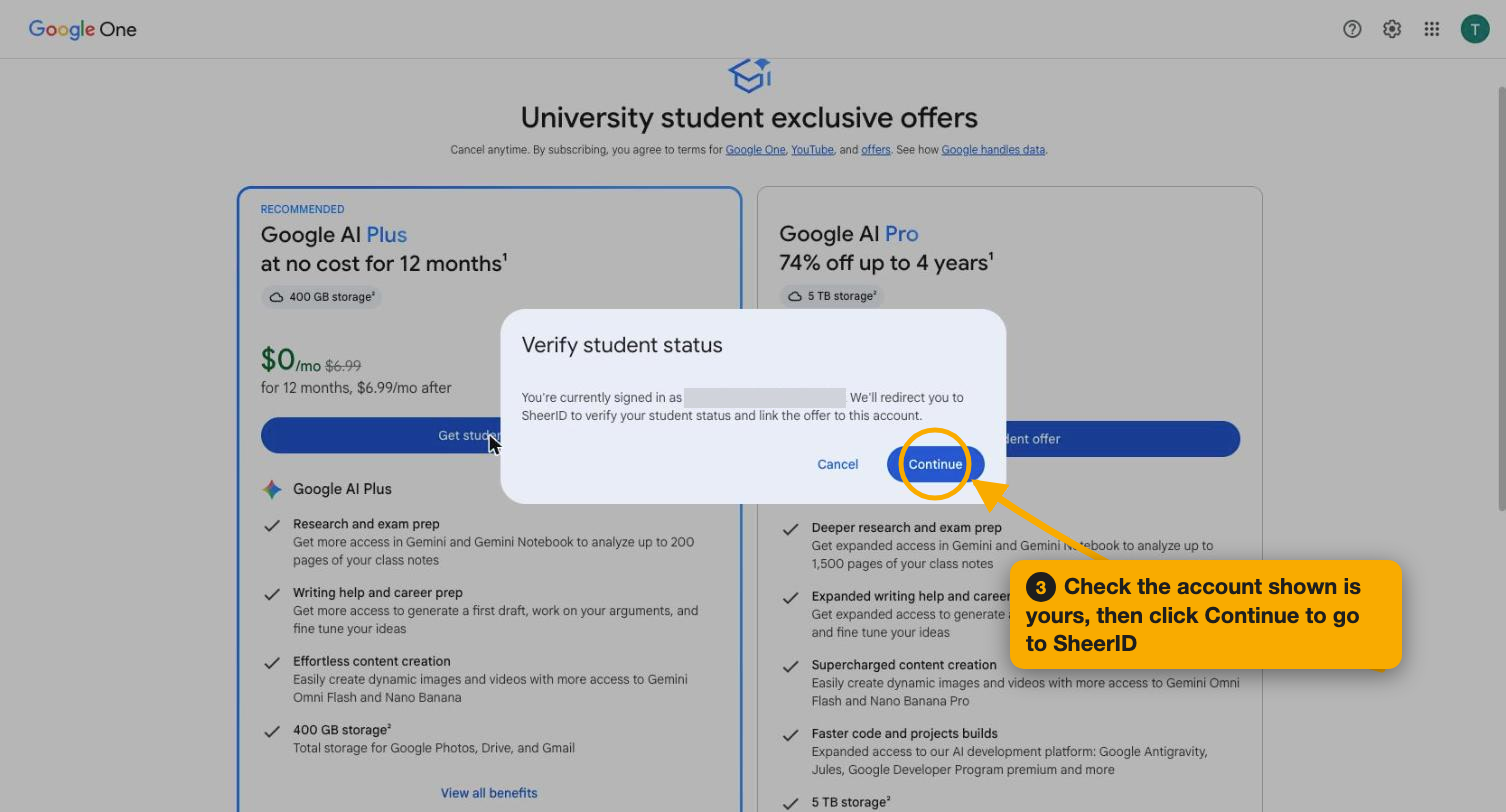 Google One
T
University student exclusive offers
Cancel anytime. By subscribing, you agree to terms for Google One, YouTube, and offers. See how Google handles data.
RECOMMENDED
Google AI Plus
at no cost for 12 months¹
400 GB storage²
$0/mo $6.99
for 12 months, $6.99/mo after
Get studen
Google AI Plus
Research and exam prep
Get more access in Gemini and Gemini Notebook to analyze up to 200
pages of your class notes
Writing help and career prep
Get more access to generate a first draft, work on your arguments, and
fine tune your ideas
Effortless content creation
Easily create dynamic images and videos with more access to Gemini
Omni Flash and Nano Banana
400 GB storage²
Total storage for Google Photos, Drive, and Gmail
View all benefits
Google AI Pro
74% off up to 4 years¹
5 TB storage²
dent offer
Deeper research and exam prep
Get expanded access in Gemini and Gemini Notebook to analyze up to
1,500 pages of your class notes
Expanded writing help and career
Get expanded access to generate
and fine tune your ideas
Supercharged content creation
Easily create dynamic images and videos with more access to Gemini Omni
Flash and Nano Banana Pro
Faster code and projects builds
Expanded access to our AI development platform: Google Antigravity,
Jules, Google Developer Program premium and more
5 TB storage²
Verify student status
You're currently signed in as . We'll redirect you to
SheerID to verify your student status and link the offer to this account.
Cancel
Continue
3 Check the account shown is
yours, then click Continue to go
to SheerID